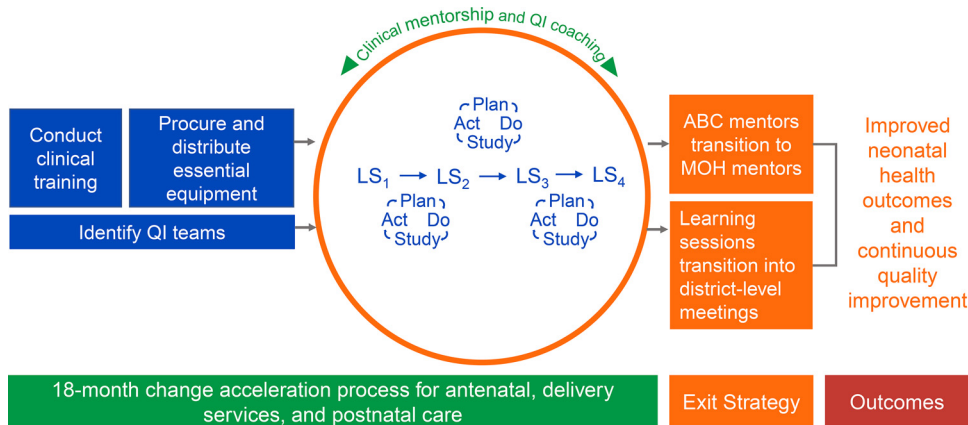 Clinical mentorship and QI coaching
Conduct
clinical
training
Procure and
distribute
essential
equipment
Identify QI teams
Plan
Act Do
Study
LS1 → LS2 → LS3 → LS4
Plan
Act Do
Study
Plan
Act Do
Study
ABC mentors
transition to
MOH mentors
Learning
sessions
transition into
district-level
meetings
Improved
neonatal
health
outcomes
and
continuous
quality
improvement
18-month change acceleration process for antenatal, delivery
services, and postnatal care
Exit Strategy
Outcomes